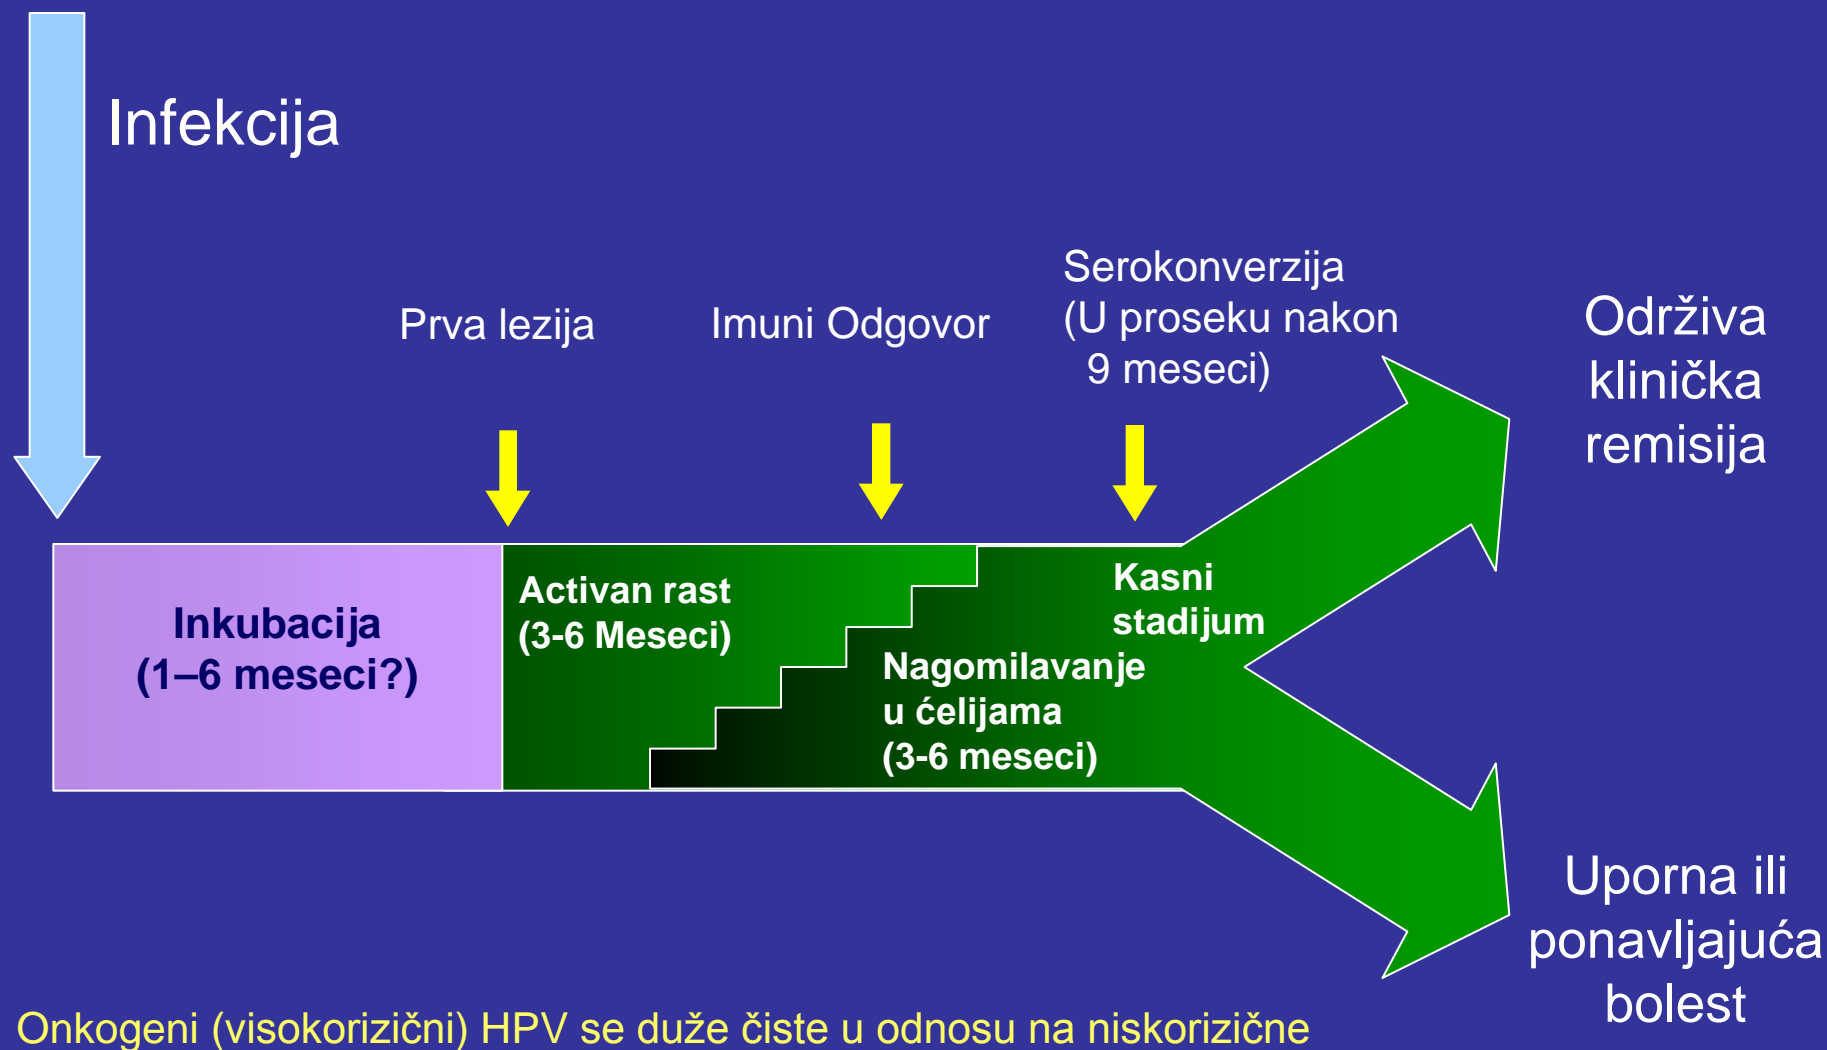 Infekcija
Prva lezija
Imuni Odgovor
Serokonverzija
(U proseku nakon
9 meseci)
Održiva
klinička
remisija
Inkubacija
(1–6 meseci?)
Activan rast
(3-6 Meseci)
Nagomilavanje
u ćelijama
(3-6 meseci)
Kasni
stadijum
Uporna ili
ponavljajuća
bolest
Onkogeni (visokorizični) HPV se duže čiste u odnosu na niskorizične